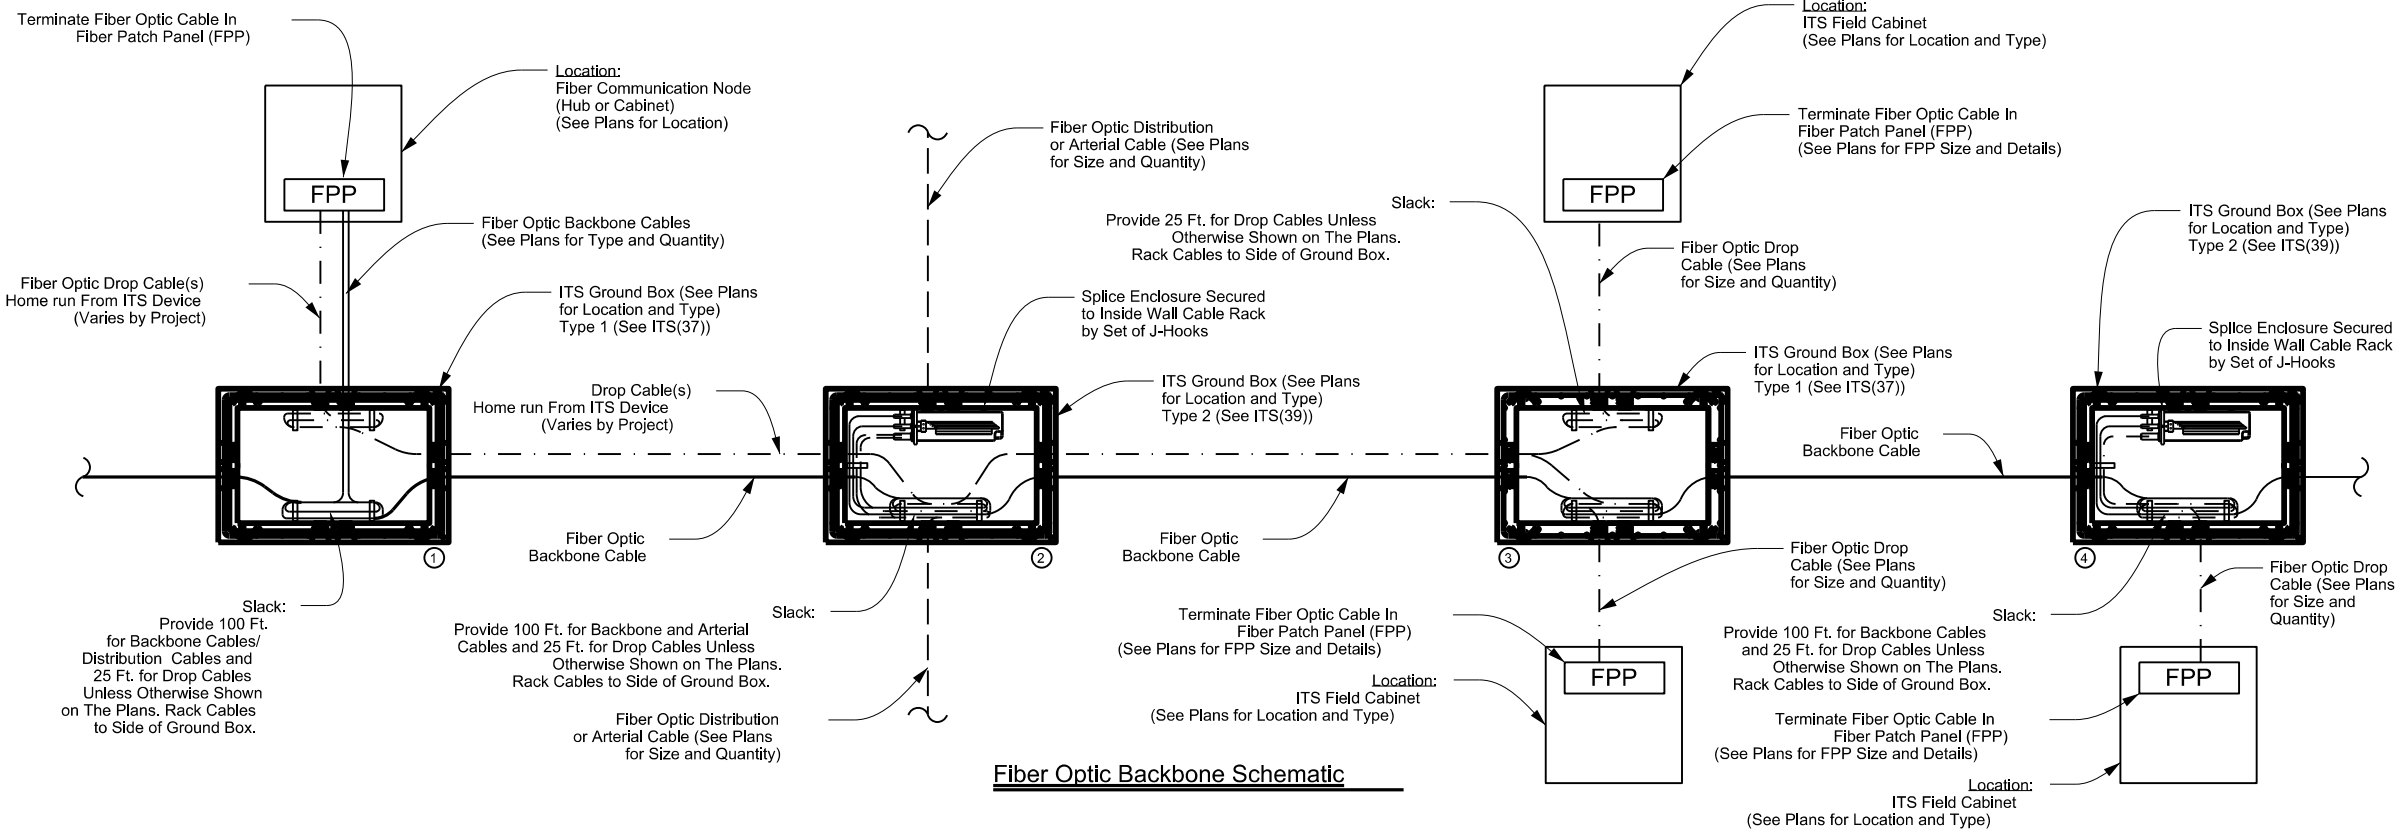 Terminate Fiber Optic Cable In
Fiber Patch Panel (FPP)
Location:
Fiber Communication Node
(Hub or Cabinet)
(See Plans for Location)
FPP
Fiber Optic Backbone Cables
(See Plans for Type and Quantity)
Fiber Optic Drop Cable(s)
Home run From ITS Device
(Varies by Project)
ITS Ground Box (See Plans
for Location and Type)
Type 1 (See ITS(37))
Drop Cable(s)
Home run From ITS Device
(Varies by Project)
1
Fiber Optic
Backbone Cable
Slack:
Provide 100 Ft.
for Backbone Cables/
Distribution Cables and
25 Ft. for Drop Cables
Unless Otherwise Shown
on The Plans. Rack Cables
to Side of Ground Box.
Fiber Optic Distribution
or Arterial Cable (See Plans
for Size and Quantity)
Splice Enclosure Secured
to Inside Wall Cable Rack
by Set of J-Hooks
ITS Ground Box (See Plans
for Location and Type)
Type 2 (See ITS(39))
2
Fiber Optic
Backbone Cable
Slack:
Provide 100 Ft. for Backbone and Arterial
Cables and 25 Ft. for Drop Cables Unless
Otherwise Shown on The Plans.
Rack Cables to Side of Ground Box.
Fiber Optic Distribution
or Arterial Cable (See Plans
for Size and Quantity)
Location:
ITS Field Cabinet
(See Plans for Location and Type)
Terminate Fiber Optic Cable In
Fiber Patch Panel (FPP)
(See Plans for FPP Size and Details)
FPP
Slack:
Provide 25 Ft. for Drop Cables Unless
Otherwise Shown on The Plans.
Rack Cables to Side of Ground Box.
Fiber Optic Drop
Cable (See Plans
for Size and Quantity)
ITS Ground Box (See Plans
for Location and Type)
Type 1 (See ITS(37))
3
Fiber Optic
Backbone Cable
Fiber Optic Drop
Cable (See Plans
for Size and Quantity)
Terminate Fiber Optic Cable In
Fiber Patch Panel (FPP)
(See Plans for FPP Size and Details)
FPP
Location:
ITS Field Cabinet
(See Plans for Location and Type)
ITS Ground Box (See Plans
for Location and Type)
Type 2 (See ITS(39))
Splice Enclosure Secured
to Inside Wall Cable Rack
by Set of J-Hooks
4
Fiber Optic Drop
Cable (See Plans
for Size and
Quantity)
Slack:
Provide 100 Ft. for Backbone Cables
and 25 Ft. for Drop Cables Unless
Otherwise Shown on The Plans.
Rack Cables to Side of Ground Box.
FPP
Terminate Fiber Optic Cable In
Fiber Patch Panel (FPP)
(See Plans for FPP Size and Details)
Location:
ITS Field Cabinet
(See Plans for Location and Type)
Fiber Optic Backbone Schematic